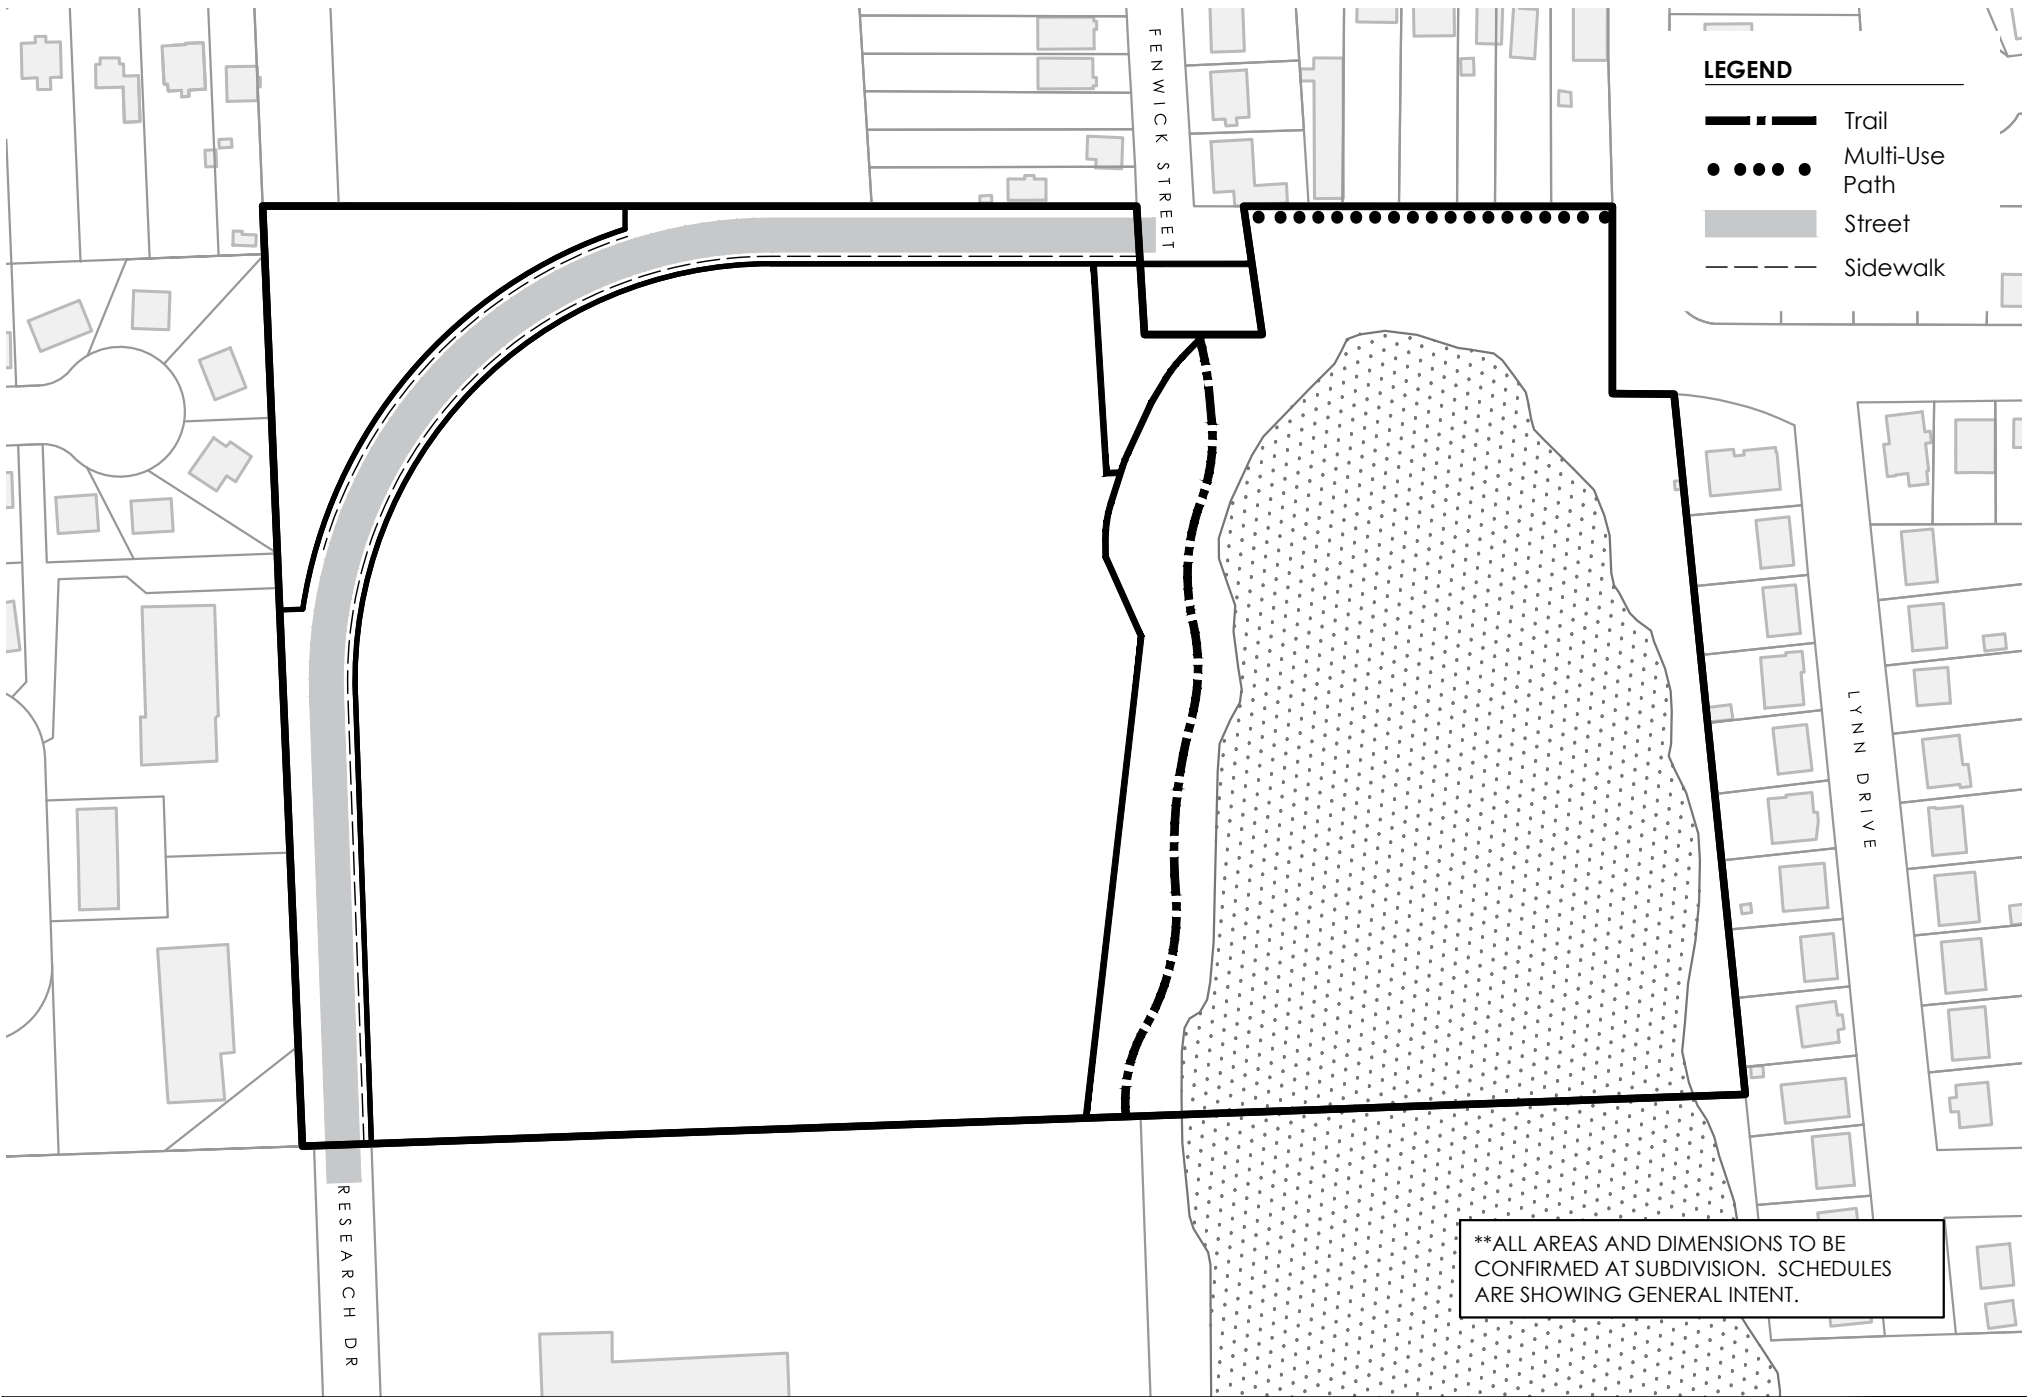 FENWICK STREET
LEGEND
Trail
Multi-Use
Path
Street
Sidewalk
LYNN DRIVE
RESEARCH DR
**ALL AREAS AND DIMENSIONS TO BE
CONFIRMED AT SUBDIVISION. SCHEDULES
ARE SHOWING GENERAL INTENT.